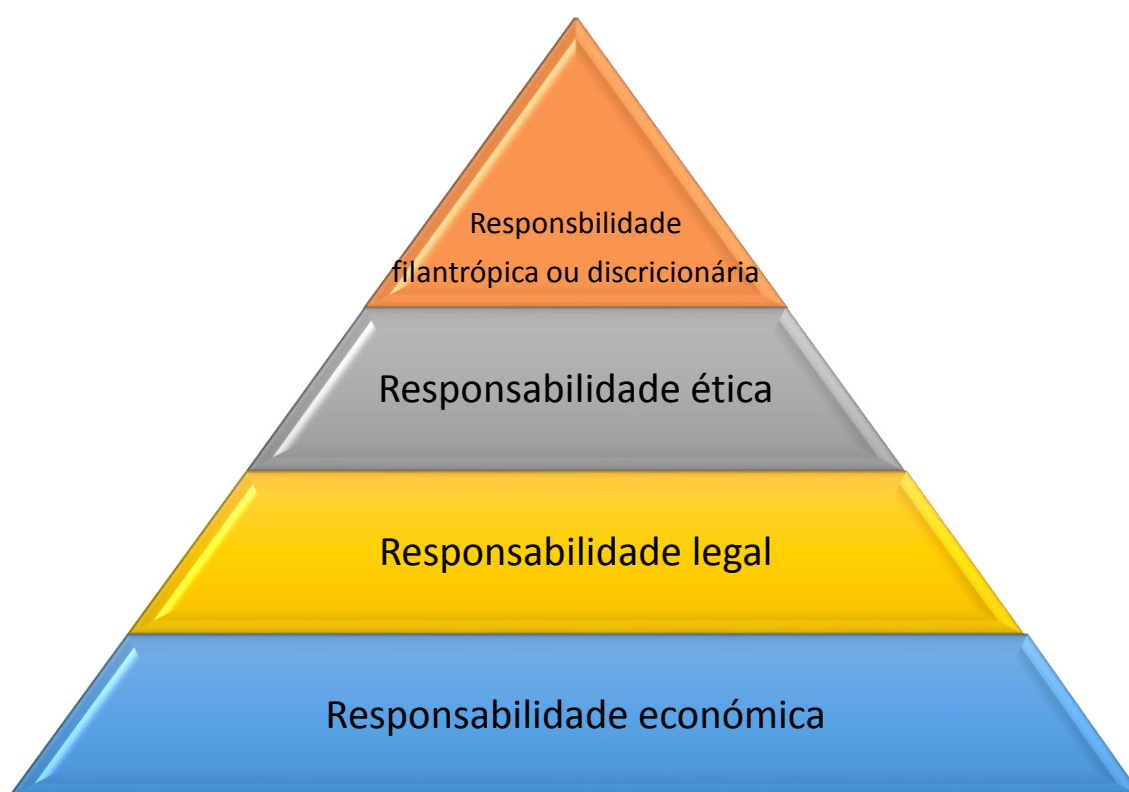 Responsbilidade
filantrópica ou discricionária
Responsabilidade ética
Responsabilidade legal
Responsabilidade económica